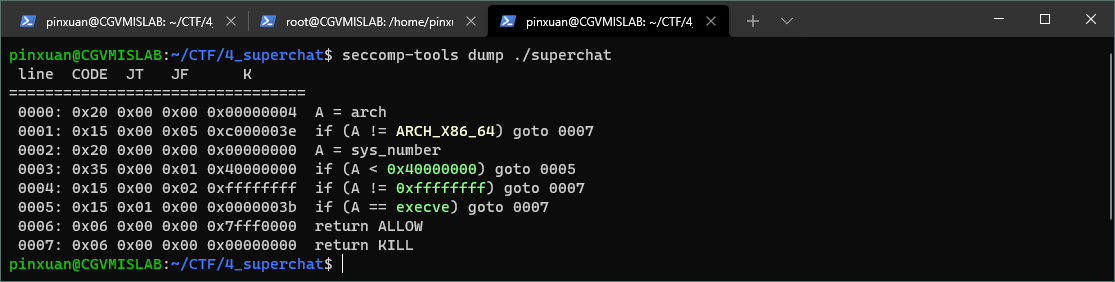 pinxuan@CGVMISLAB: ~/CTF/4_superchat root@CGVMISLAB: /home/pinxu pinxuan@CGVMISLAB: ~/CTF/4_
pinxuan@CGVMISLAB:~/CTF/4_superchat$ seccomp-tools dump ./superchat
line CODE JT JF K
=================================
0000: 0x20 0x00 0x00 0x00000004 A = arch
0001: 0x15 0x00 0x05 0xc000003e if (A != ARCH_X86_64) goto 0007
0002: 0x20 0x00 0x00 0x00000000 A = sys_number
0003: 0x35 0x00 0x01 0x40000000 if (A < 0x40000000) goto 0005
0004: 0x15 0x00 0x02 0xffffffff if (A != 0xffffffff) goto 0007
0005: 0x15 0x01 0x00 0x0000003b if (A == execve) goto 0007
0006: 0x06 0x00 0x00 0x7fff0000 return ALLOW
0007: 0x06 0x00 0x00 0x00000000 return KILL
pinxuan@CGVMISLAB:~/CTF/4_superchat$